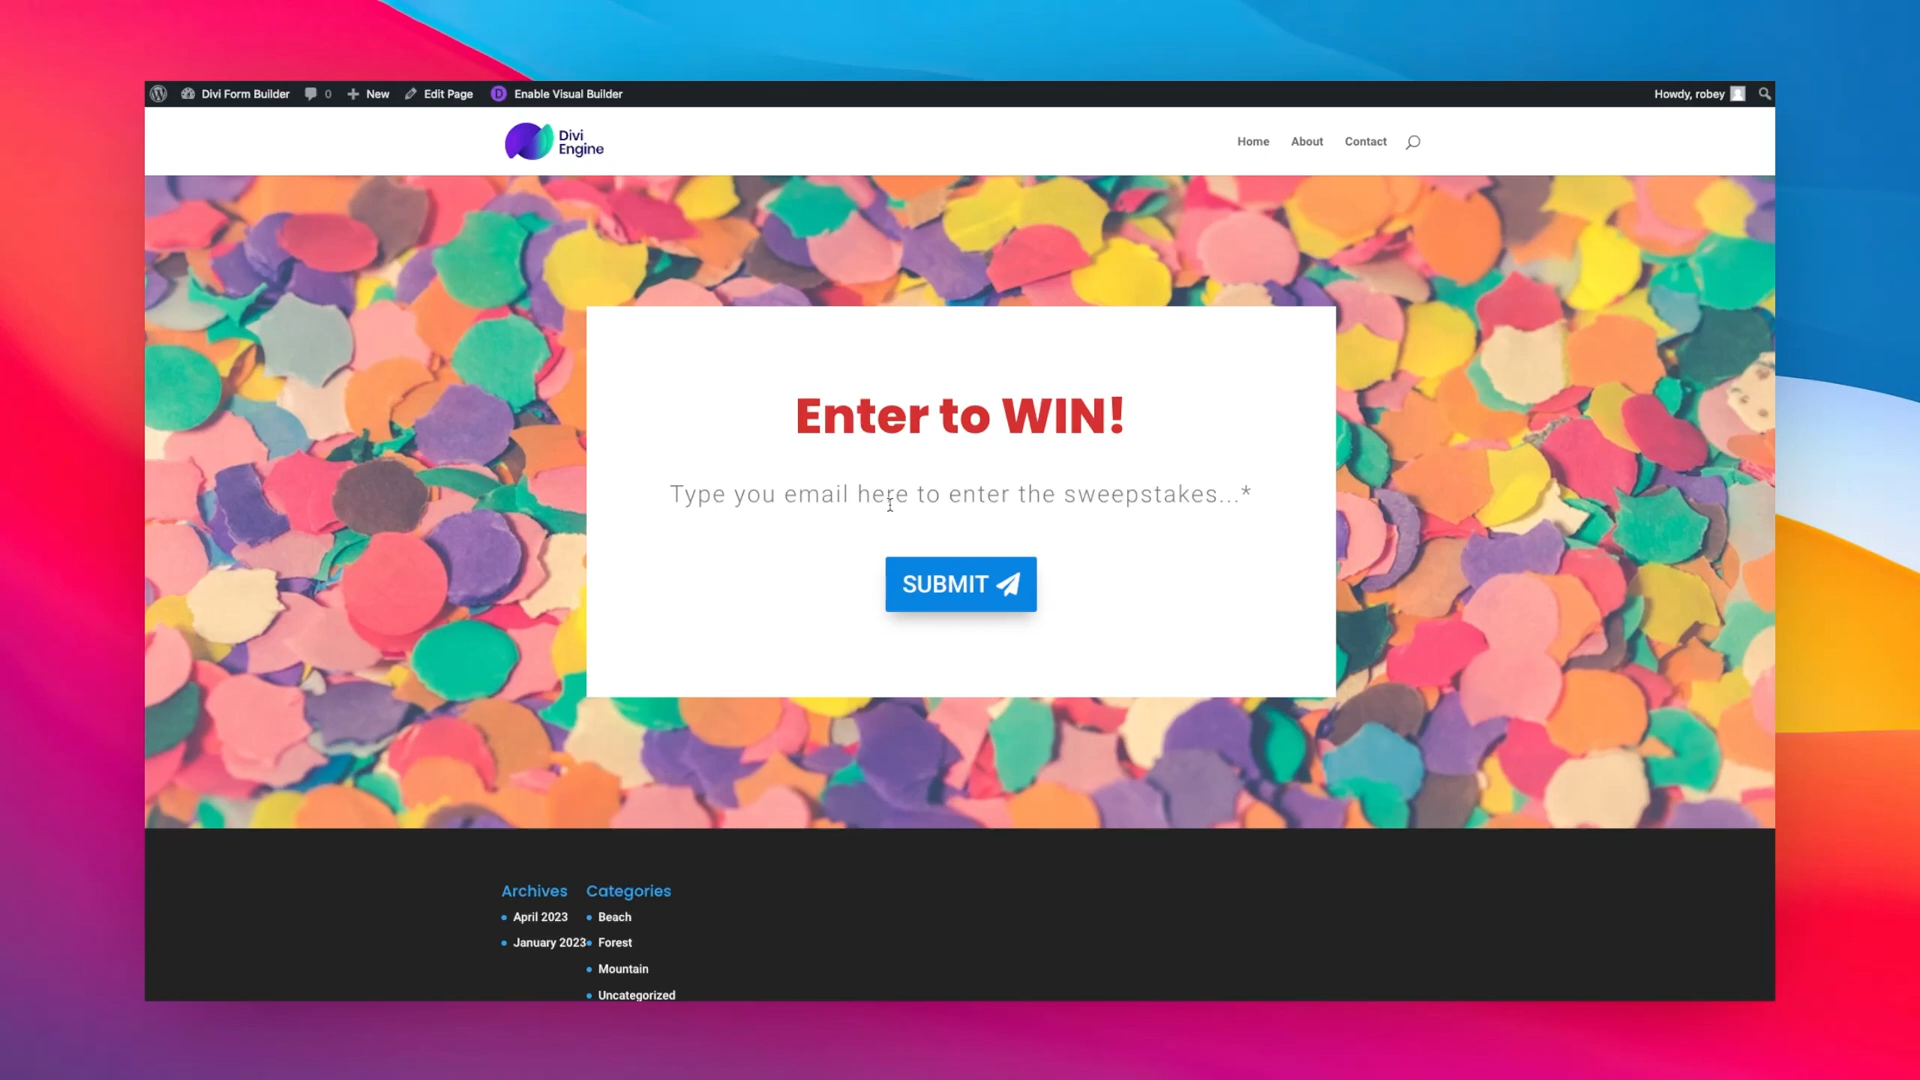 Divi Form Builder 0 New Edit Page D Enable Visual Builder Howdy, robey
Divi
Engine
Home About Contact
Enter to WIN!
Type you email here to enter the sweepstakes...*
SUBMIT
Archives
April 2023
January 2023
Categories
Beach
Forest
Mountain
Uncategorized